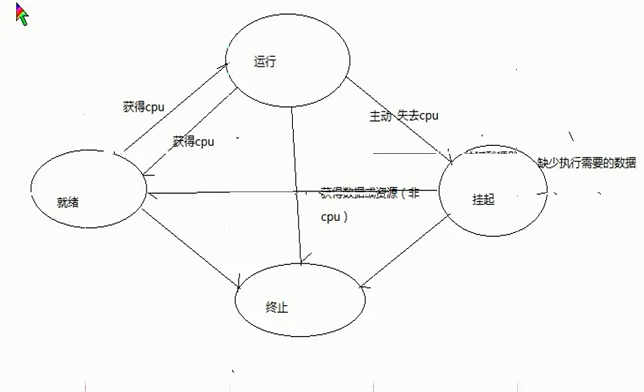 运行
获得cpu
主动 失去cpu
获得cpu
缺少执行需要的数据
就绪
获得数据或资源（非
cpu）
挂起
终止